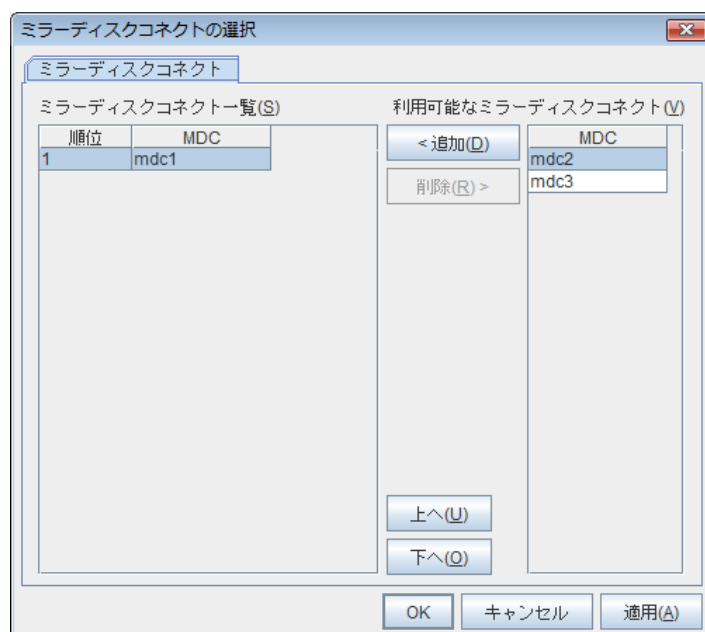 ミラーディスクコネクトの選択
ミラーディスクコネクト
ミラーディスクコネクト一覧(S)
順位 MDC
1 mdc1
< 追加(D)
削除(R) >
上へ(U)
下へ(O)
利用可能なミラーディスクコネクト(V)
MDC
mdc2
mdc3
OK キャンセル 適用(A)